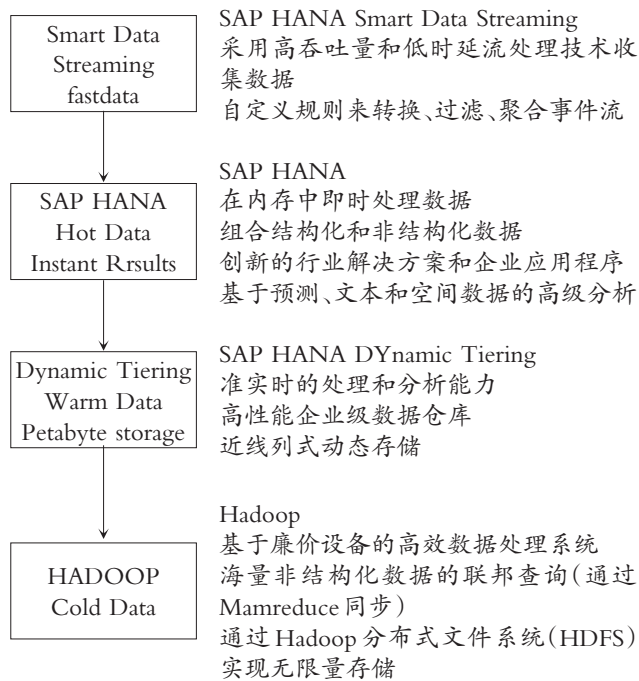 Smart Data
Streaming
fastdata
SAP HANA Smart Data Streaming
采用高吞吐量和低时延流处理技术收
集数据
自定义规则来转换、过滤、聚合事件流
SAP HANA
Hot Data
Instant Rrsults
SAP HANA
在内存中即时处理数据
组合结构化和非结构化数据
创新的行业解决方案和企业应用程序
基于预测、文本和空间数据的高级分析
Dynamic Tiering
Warm Data
Petabyte storage
SAP HANA DYnamic Tiering
准实时的处理和分析能力
高性能企业级数据仓库
近线列式动态存储
HADOOP
Cold Data
Hadoop
基于廉价设备的高效数据处理系统
海量非结构化数据的联邦查询(通过
Mamreduce 同步)
通过 Hadoop 分布式文件系统(HDFS)
实现无限量存储